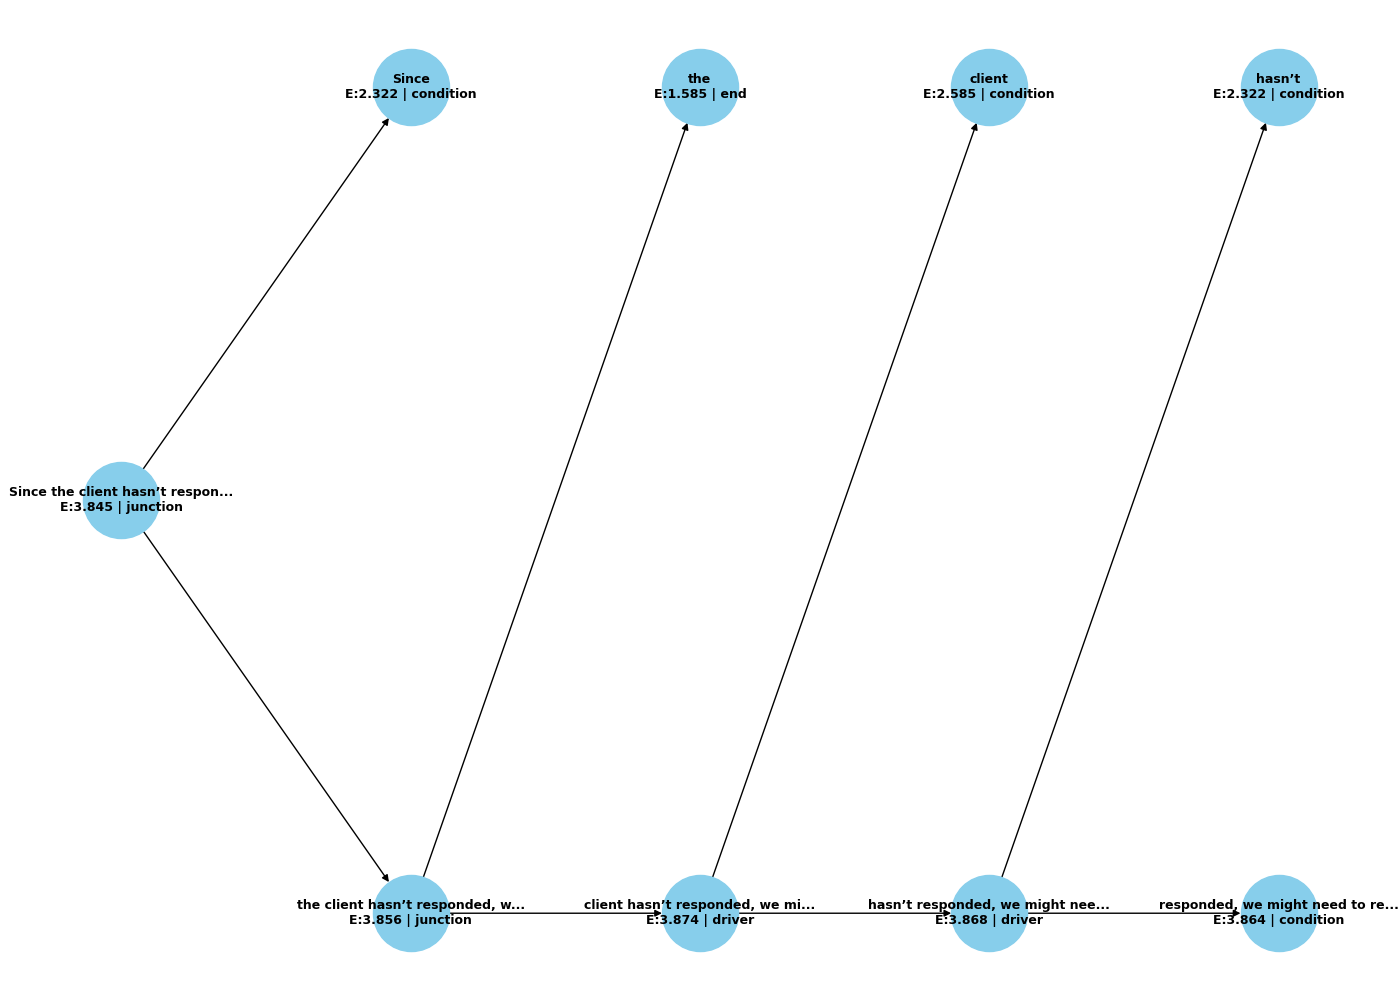 Since
E:2.322 | condition
the
E:1.585 | end
client
E:2.585 | condition
hasn’t
E:2.322 | condition
Since the client hasn’t respon...
E:3.845 | junction
the client hasn’t responded, w...
E:3.856 | junction
client hasn’t responded, we mi...
E:3.874 | driver
hasn’t responded, we might nee...
E:3.868 | driver
responded, we might need to re...
E:3.864 | condition